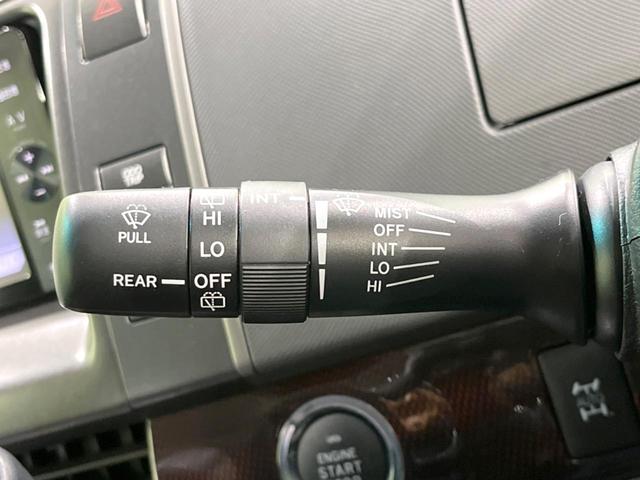 PULL
REAR
HI
LO
OFF
INT
MIST
OFF
INT
LO
HI
ENGINE
START